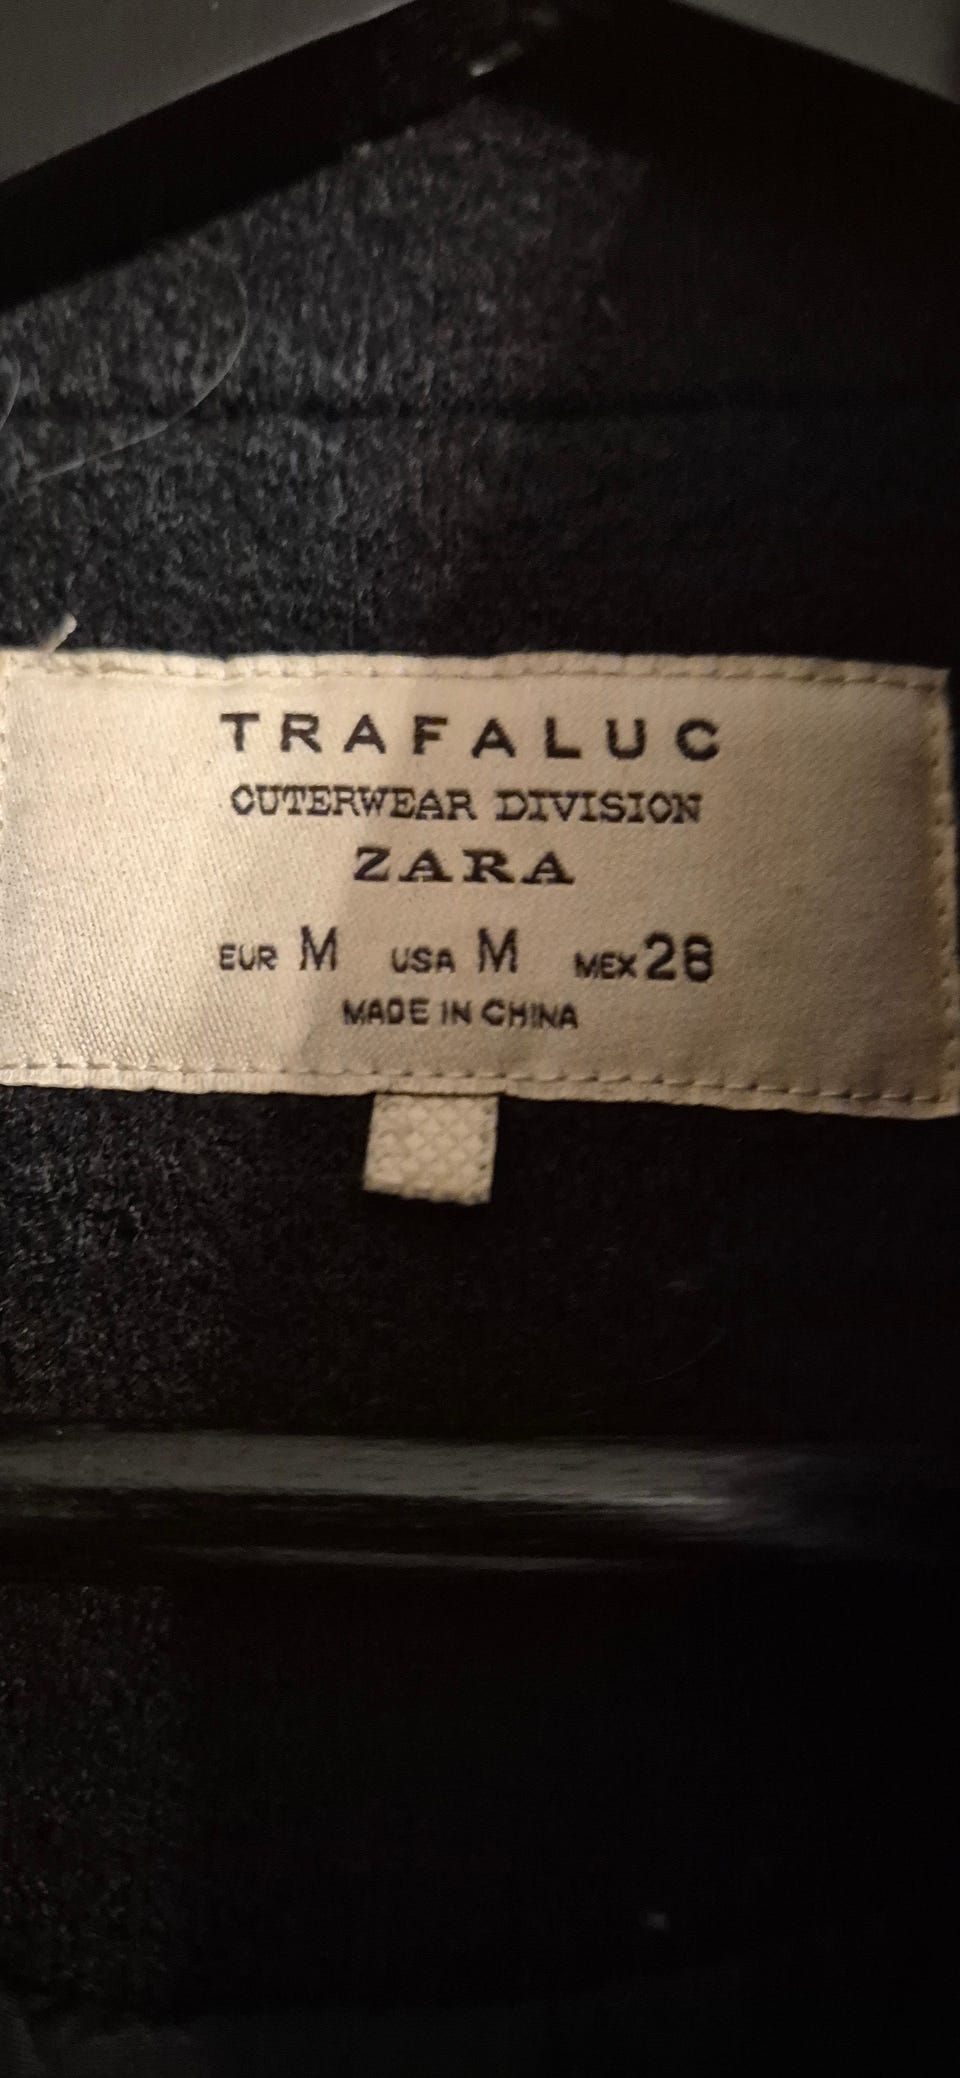 TRAFALUC
OUTERWEAR DIVISION
ZARA
EUR M USA M MEX 28
MADE IN CHINA